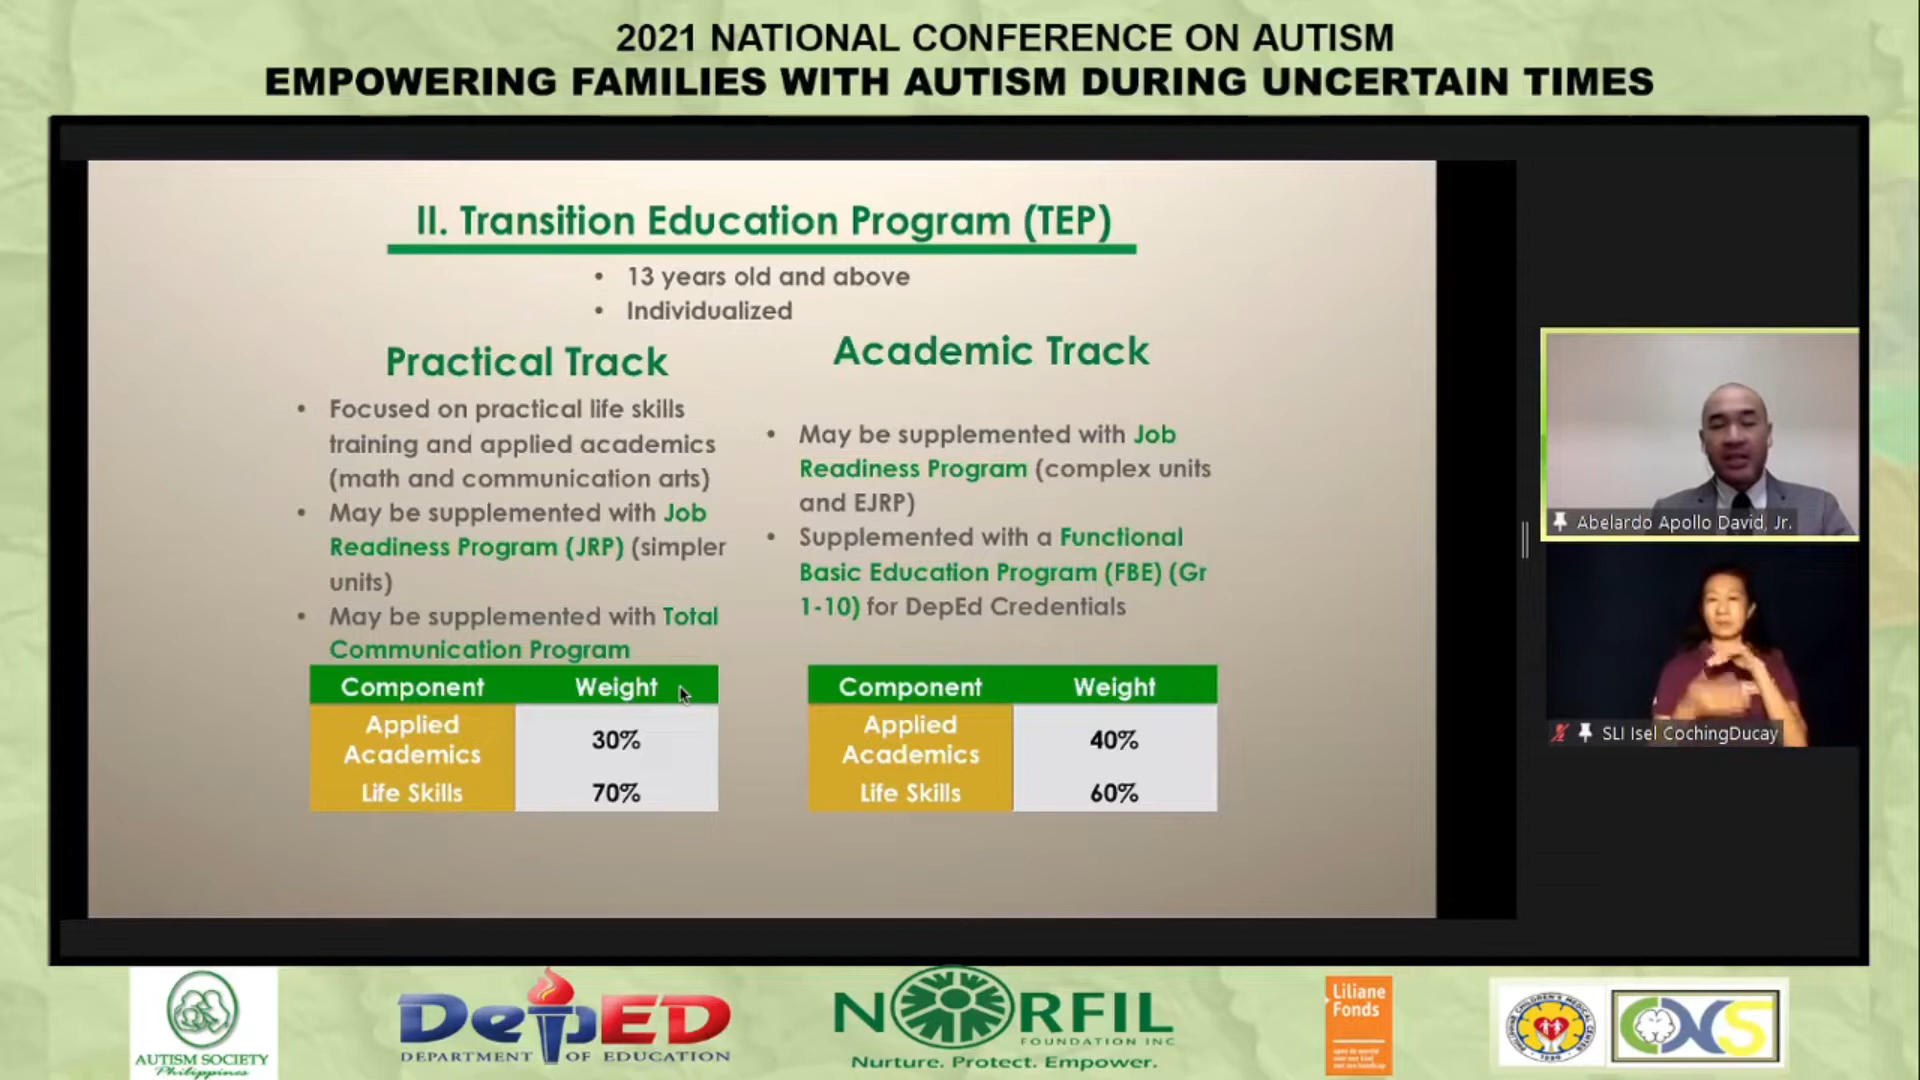 2021 NATIONAL CONFERENCE ON AUTISM
EMPOWERING FAMILIES WITH AUTISM DURING UNCERTAIN TIMES
II. Transition Education Program (TEP)
• 13 years old and above
• Individualized
Practical Track
• Focused on practical life skills
training and applied academics
(math and communication arts)
• May be supplemented with Job
Readiness Program (JRP) (simpler
units)
• May be supplemented with Total
Communication Program
Component Weight
Applied
Academics
30%
Life Skills 70%
Academic Track
• May be supplemented with Job
Readiness Program (complex units
and EJRP)
• Supplemented with a Functional
Basic Education Program (FBE) (Gr
1-10) for DepEd Credentials
Component Weight
Applied
Academics
40%
Life Skills 60%
Abelardo Apollo David, Jr.
SLI Isel CochingDucay
AUTISM SOCIETY
Philippines
DepED
DEPARTMENT OF EDUCATION
NORFIL
FOUNDATION INC
Nurture. Protect. Empower.
Liliane
Fonds
CNS